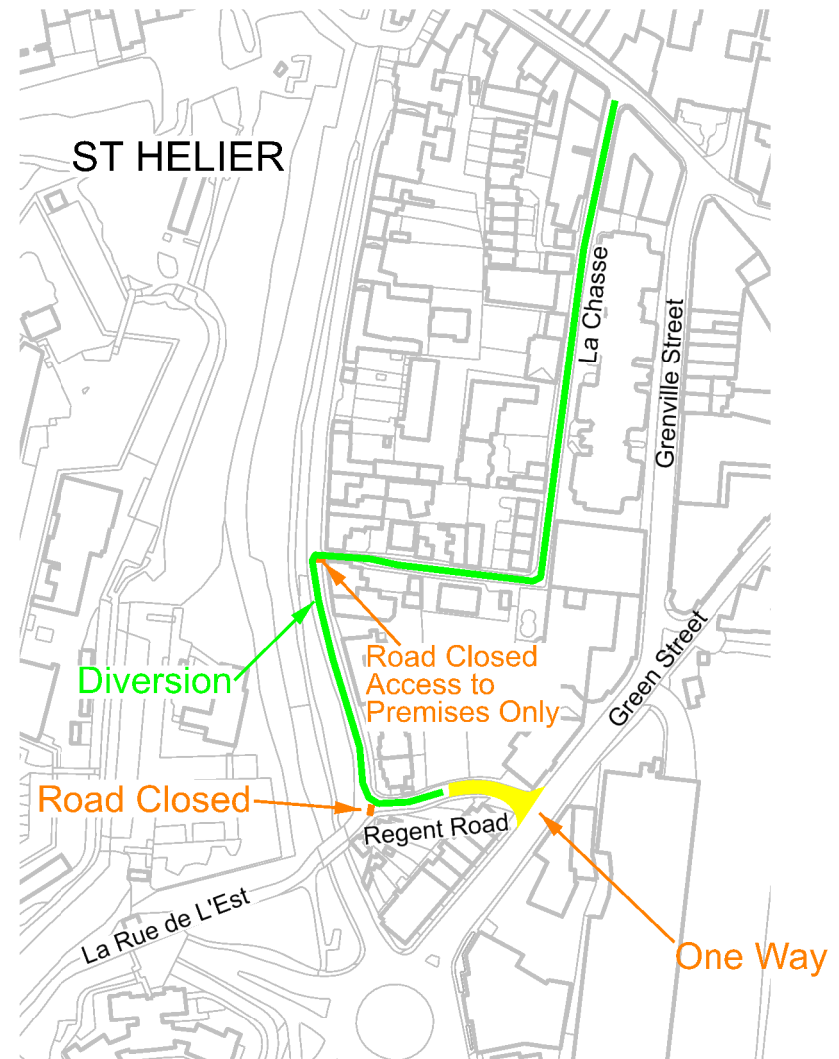 ST HELIER
La Chasse
Grenville Street
Green Street
Diversion
Road Closed
Access to
Premises Only
Road Closed
Regent Road
La Rue de L'Est
One Way